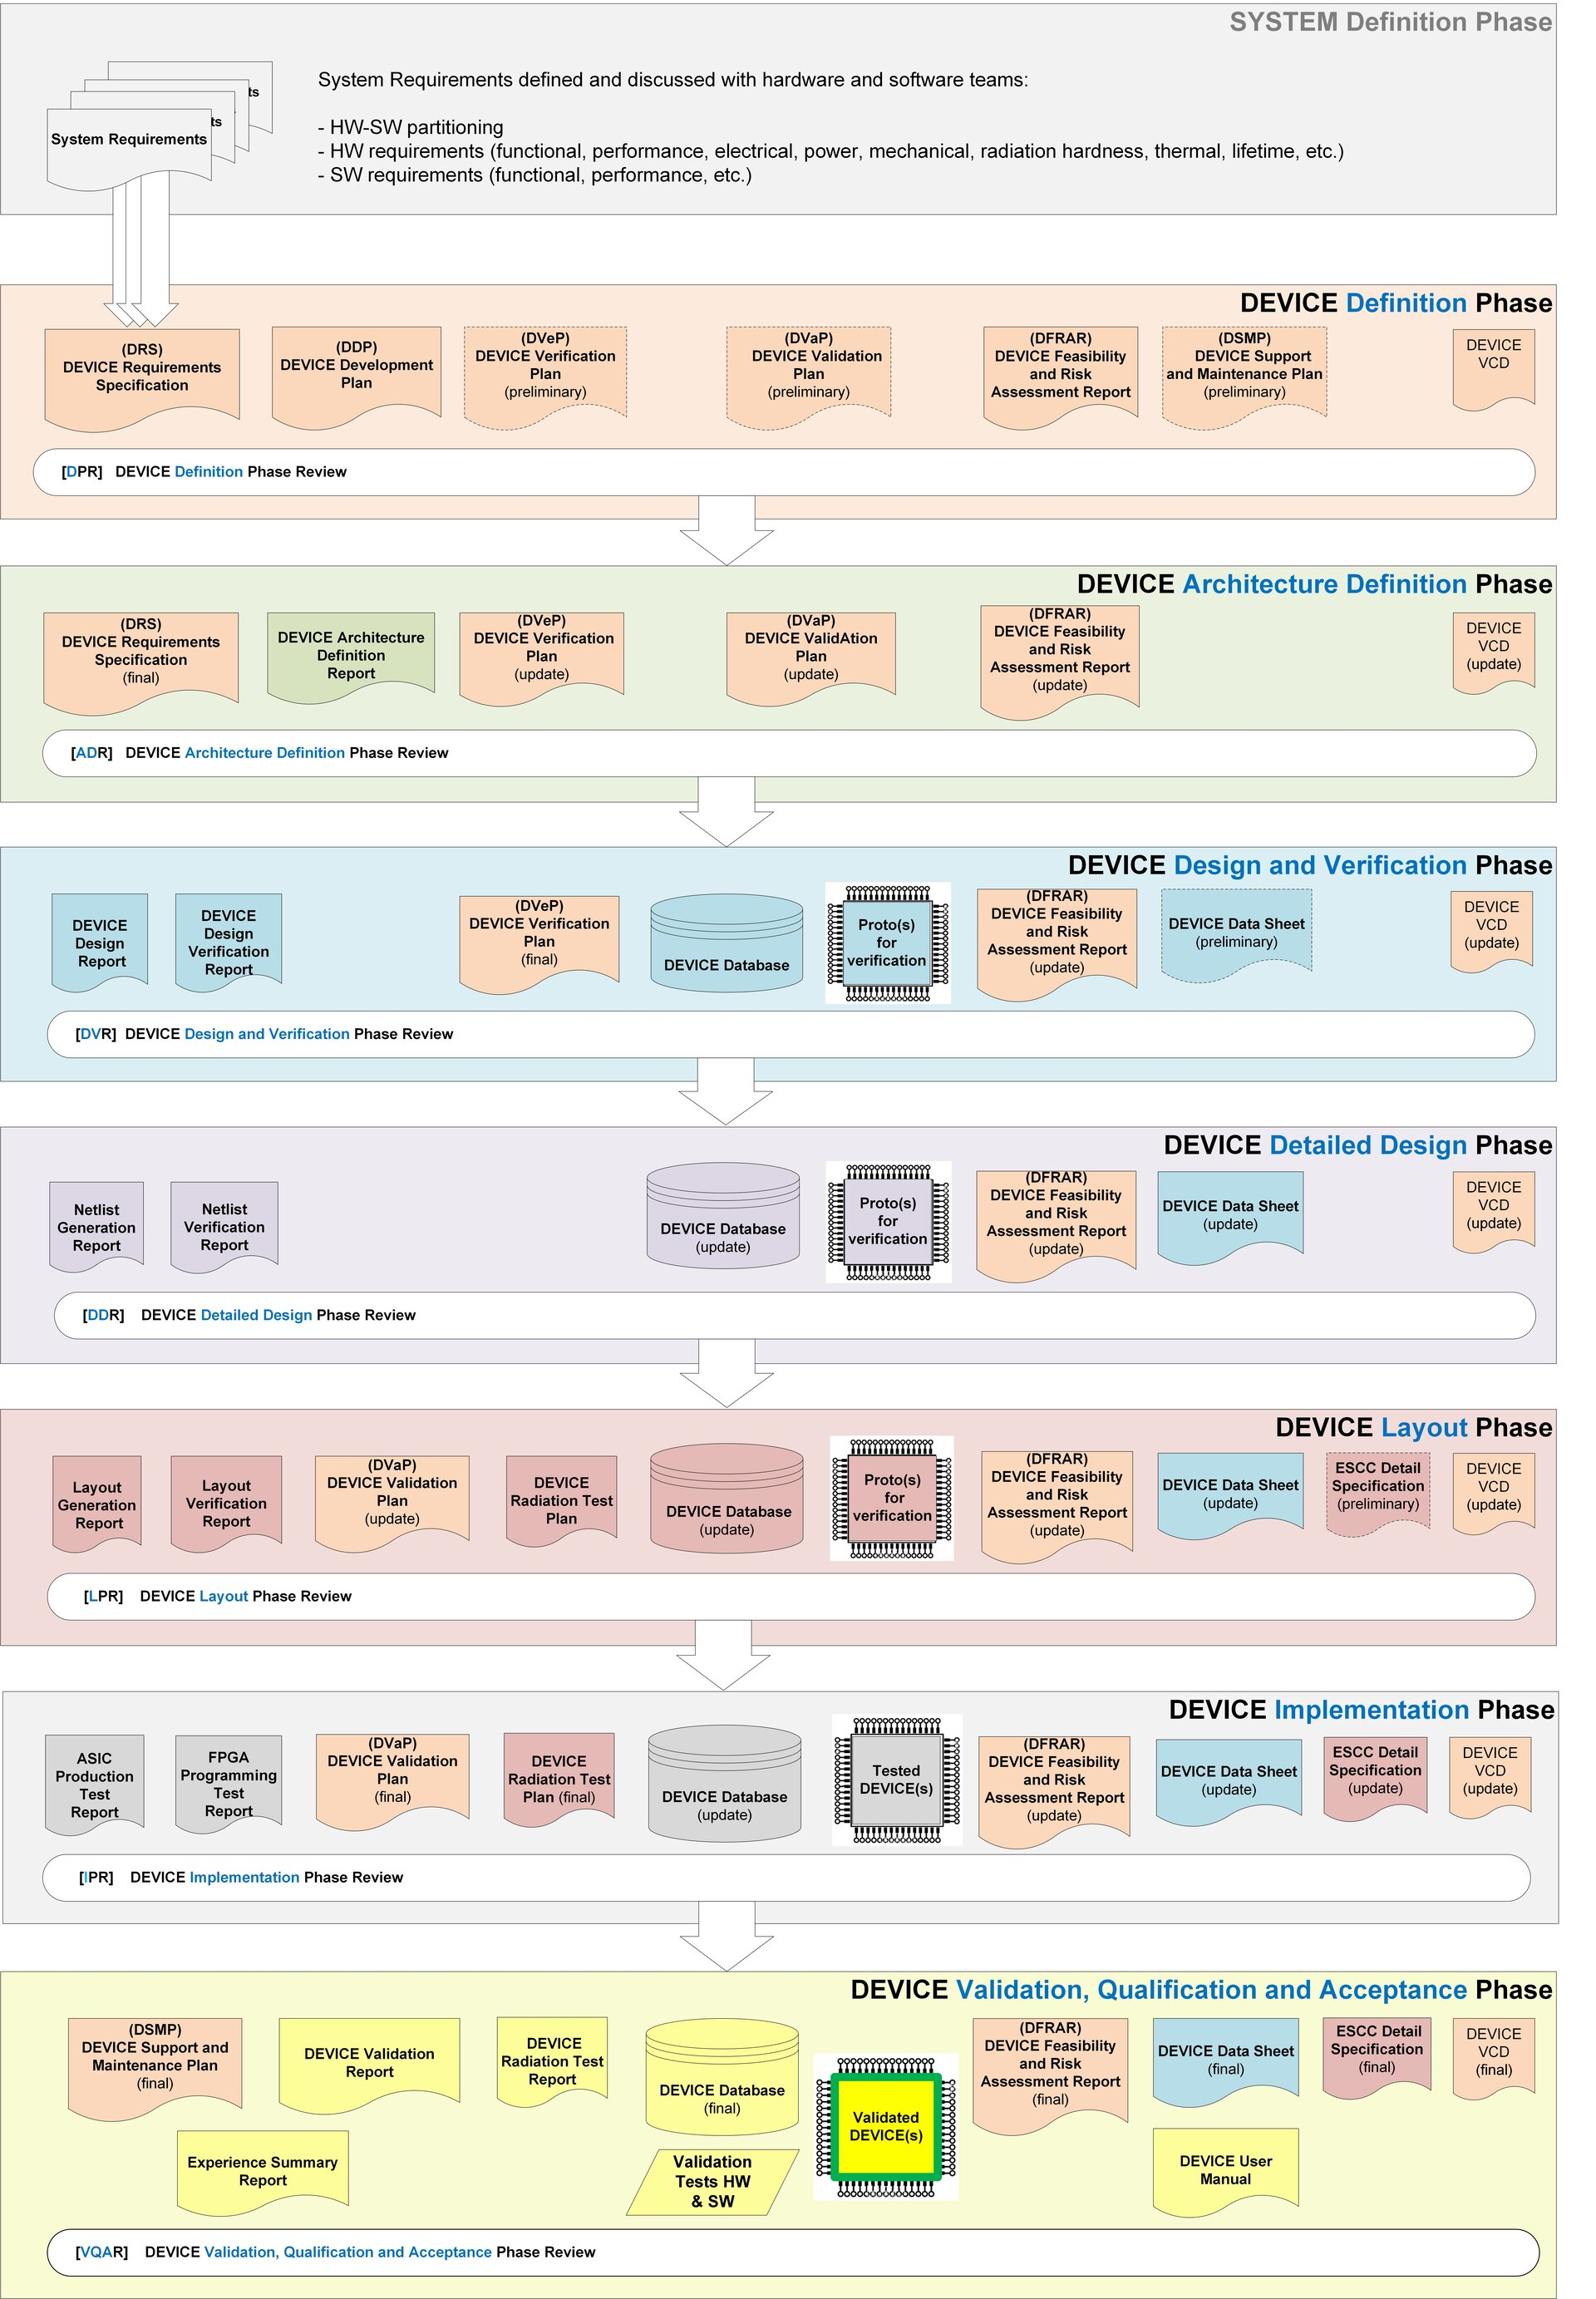 SYSTEM Definition Phase
ts
ts
System Requirements
System Requirements defined and discussed with hardware and software teams:
- HW-SW partitioning
- HW requirements (functional, performance, electrical, power, mechanical, radiation hardness, thermal, lifetime, etc.)
- SW requirements (functional, performance, etc.)
DEVICE Definition Phase
(DRS)
DEVICE Requirements
Specification
(DDP)
DEVICE Development
Plan
(DVeP)
DEVICE Verification
Plan
(preliminary)
(DVaP)
DEVICE Validation
Plan
(preliminary)
(DFRAR)
DEVICE Feasibility
and Risk
Assessment Report
(DSMP)
DEVICE Support
and Maintenance Plan
(preliminary)
DEVICE
VCD
[DPR] DEVICE Definition Phase Review
DEVICE Architecture Definition Phase
(DRS)
DEVICE Requirements
Specification
(final)
DEVICE Architecture
Definition
Report
(DVeP)
DEVICE Verification
Plan
(update)
(DVaP)
DEVICE ValidAtion
Plan
(update)
(DFRAR)
DEVICE Feasibility
and Risk
Assessment Report
(update)
DEVICE
VCD
(update)
[ADR] DEVICE Architecture Definition Phase Review
DEVICE Design and Verification Phase
DEVICE
Design
Report
DEVICE
Design
Verification
Report
(DVeP)
DEVICE Verification
Plan
(final)
DEVICE Database
Proto(s)
for
verification
(DFRAR)
DEVICE Feasibility
and Risk
Assessment Report
(update)
DEVICE Data Sheet
(preliminary)
DEVICE
VCD
(update)
[DVR] DEVICE Design and Verification Phase Review
DEVICE Detailed Design Phase
Netlist
Generation
Report
Netlist
Verification
Report
DEVICE Database
(update)
Proto(s)
for
verification
(DFRAR)
DEVICE Feasibility
and Risk
Assessment Report
(update)
DEVICE Data Sheet
(update)
DEVICE
VCD
(update)
[DDR] DEVICE Detailed Design Phase Review
DEVICE Layout Phase
Layout
Generation
Report
Layout
Verification
Report
(DVaP)
DEVICE Validation
Plan
(update)
DEVICE
Radiation Test
Plan
DEVICE Database
(update)
Proto(s)
for
verification
(DFRAR)
DEVICE Feasibility
and Risk
Assessment Report
(update)
DEVICE Data Sheet
(update)
ESCC Detail
Specification
(preliminary)
DEVICE
VCD
(update)
[LPR] DEVICE Layout Phase Review
DEVICE Implementation Phase
ASIC
Production
Test
Report
FPGA
Programming
Test
Report
(DVaP)
DEVICE Validation
Plan
(final)
DEVICE
Radiation Test
Plan (final)
DEVICE Database
(update)
Tested
DEVICE(s)
(DFRAR)
DEVICE Feasibility
and Risk
Assessment Report
(update)
DEVICE Data Sheet
(update)
ESCC Detail
Specification
(update)
DEVICE
VCD
(update)
[IPR] DEVICE Implementation Phase Review
DEVICE Validation, Qualification and Acceptance Phase
(DSMP)
DEVICE Support and
Maintenance Plan
(final)
DEVICE Validation
Report
DEVICE
Radiation Test
Report
DEVICE Database
(final)
Validated
DEVICE(s)
(DFRAR)
DEVICE Feasibility
and Risk
Assessment Report
(final)
DEVICE Data Sheet
(final)
ESCC Detail
Specification
(final)
DEVICE
VCD
(final)
Experience Summary
Report
Validation
Tests HW
& SW
DEVICE User
Manual
[VQAR] DEVICE Validation, Qualification and Acceptance Phase Review